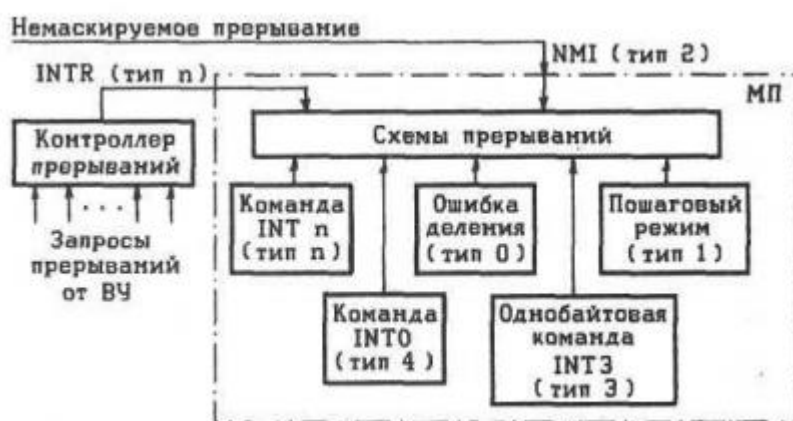 Немаскируемое прерывание
NMI (тип 2)
INTR (тип n)
МП
Контроллер
прерываний
Схемы прерываний
Запросы
прерываний
от ВУ
Команда
INT n
(тип n)
Ошибка
деления
(тип 0)
Пошаговый
режим
(тип 1)
Команда
INTO
(тип 4)
Однобайтовая
команда
INT3
(тип 3)